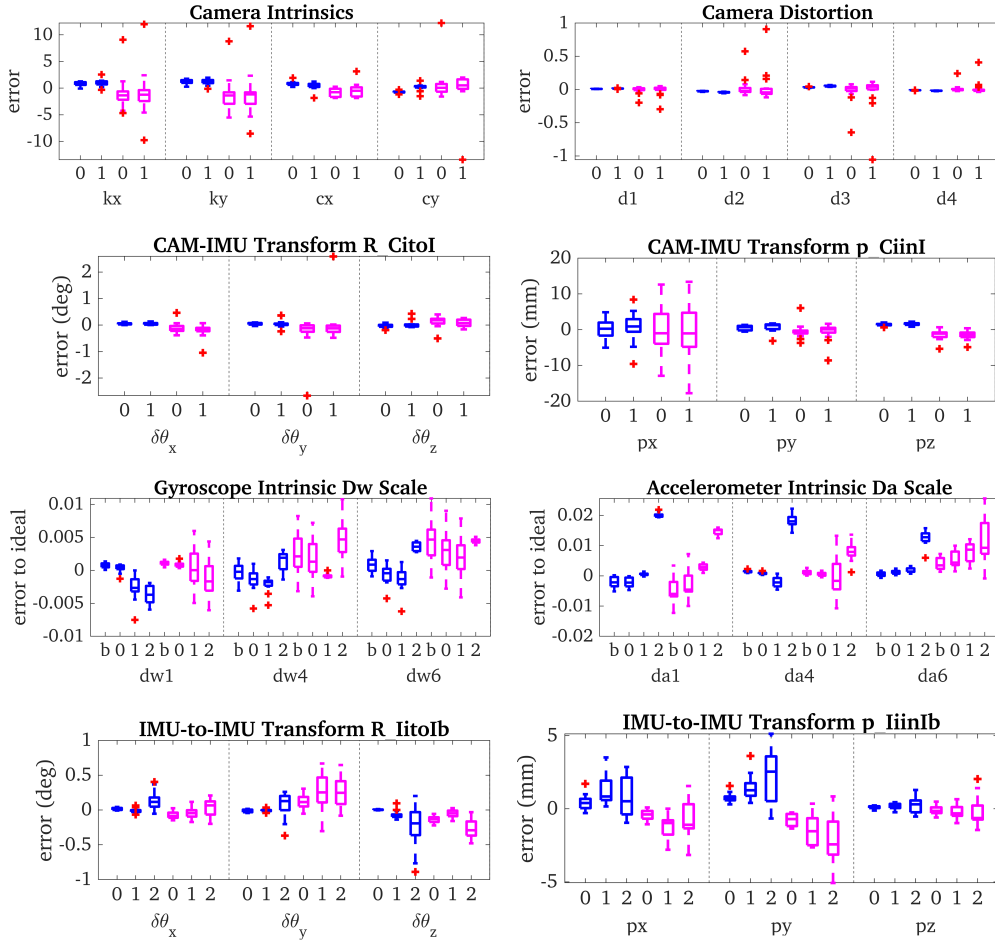 Camera Intrinsics
error
10
5
0
-5
-10
0 1 0 1 0 1 0 1 0 1 0 1 0 1 0 1
kx ky cx cy
Camera Distortion
error
1
0.5
0
-0.5
-1
0 1 0 1 0 1 0 1 0 1 0 1 0 1 0 1
d1 d2 d3 d4
CAM-IMU Transform R_CitoI
error (deg)
2
1
0
-1
-2
0 1 0 1 0 1 0 1 0 1 0 1
δθx δθy δθz
CAM-IMU Transform p_CiinI
error (mm)
20
10
0
-10
-20
0 1 0 1 0 1 0 1 0 1 0 1
px py pz
Gyroscope Intrinsic Dw Scale
error to ideal
0.01
0.005
0
-0.005
-0.01
b 0 1 2 b 0 1 2 b 0 1 2 b 0 1 2 b 0 1 2 b 0 1 2
dw1 dw4 dw6
Accelerometer Intrinsic Da Scale
error to ideal
0.02
0.01
0
-0.01
-0.02
b 0 1 2 b 0 1 2 b 0 1 2 b 0 1 2 b 0 1 2 b 0 1 2
da1 da4 da6
IMU-to-IMU Transform R_IitoIb
error (deg)
1
0.5
0
-0.5
-1
0 1 2 0 1 2 0 1 2 0 1 2 0 1 2 0 1 2
δθx δθy δθz
IMU-to-IMU Transform p_IiinIb
error (mm)
5
0
-5
0 1 2 0 1 2 0 1 2 0 1 2 0 1 2 0 1 2
px py pz